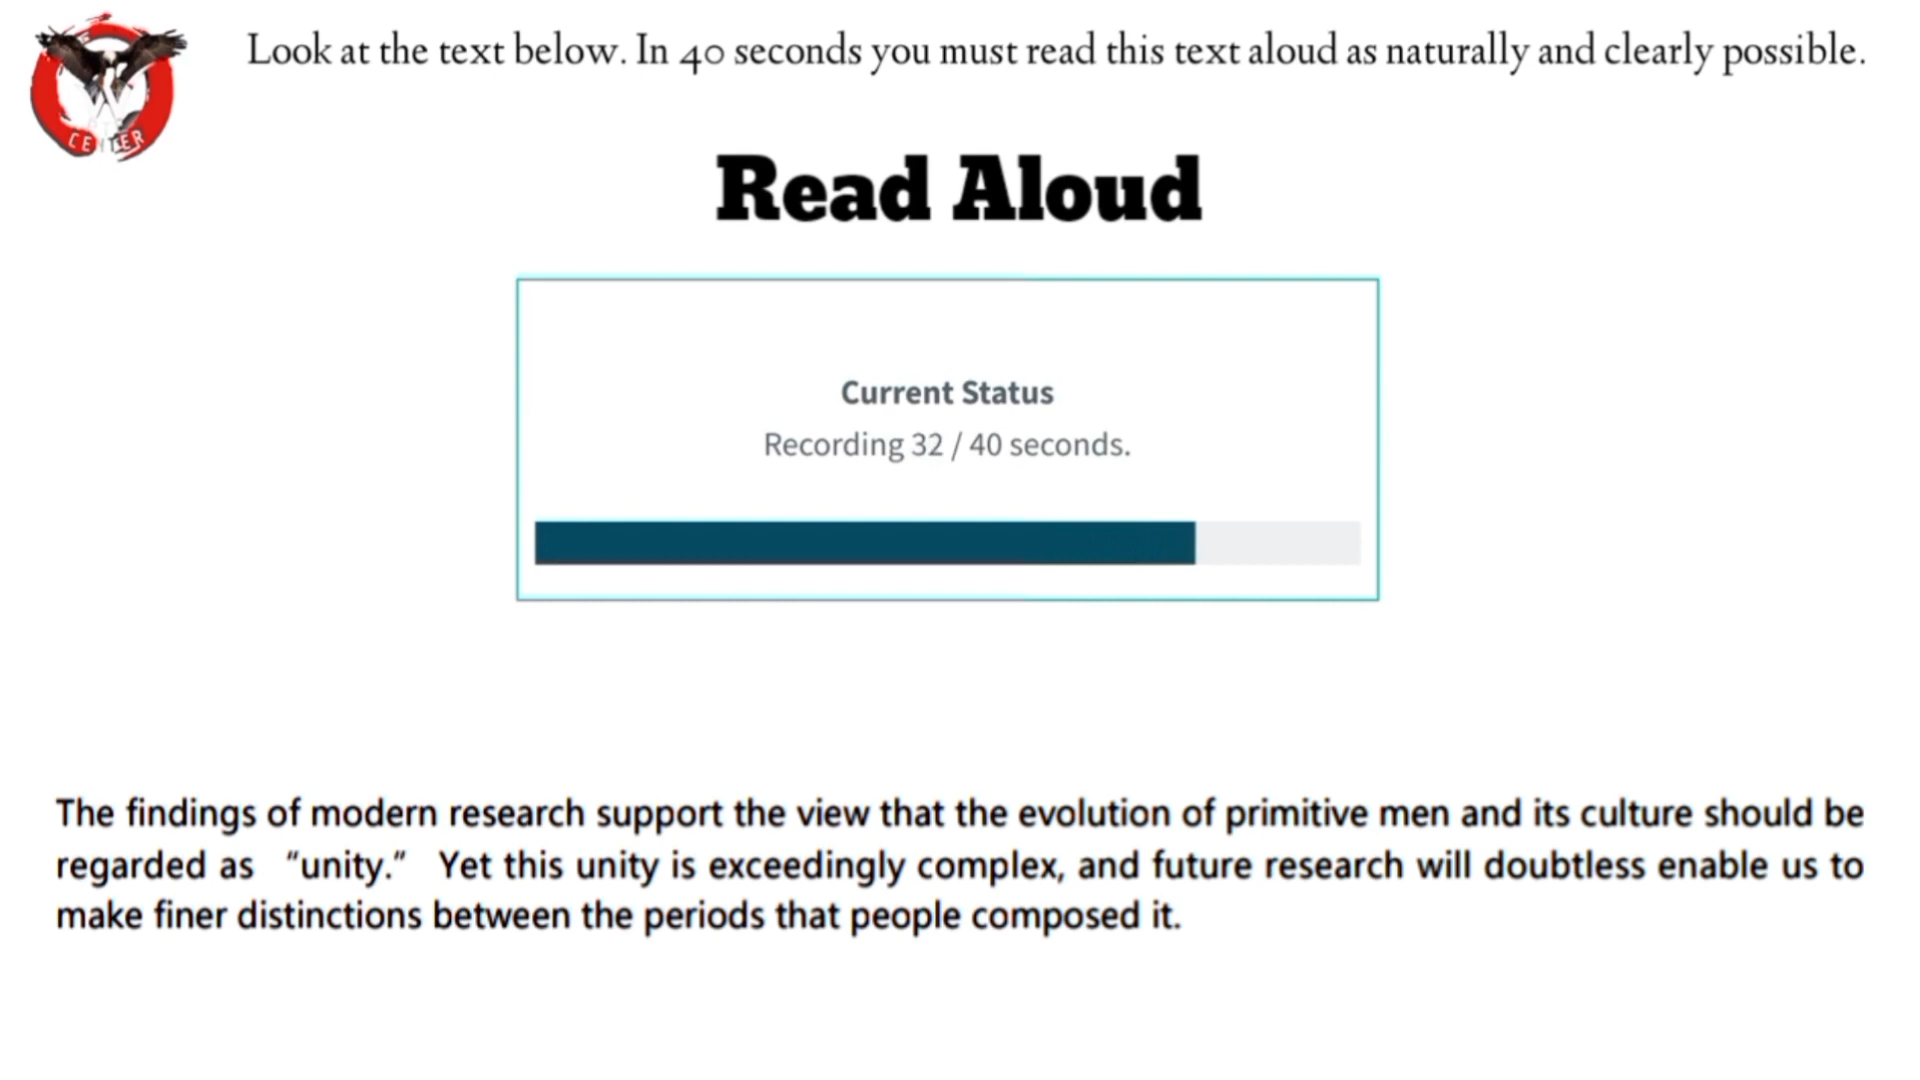 Look at the text below. In 40 seconds you must read this text aloud as naturally and clearly possible.
CENTER
Read Aloud
Current Status
Recording 32 / 40 seconds.
The findings of modern research support the view that the evolution of primitive men and its culture should be
regarded as “unity.” Yet this unity is exceedingly complex, and future research will doubtless enable us to
make finer distinctions between the periods that people composed it.